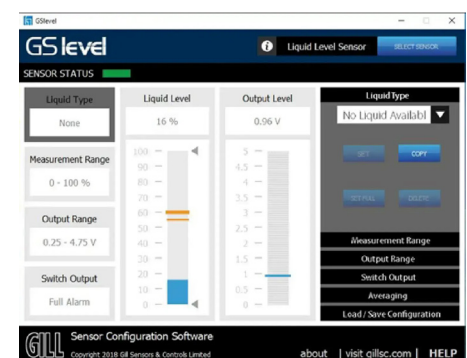 GSlevel
GSlevel
i
Liquid Level Sensor
SELECT SENSOR
SENSOR STATUS
Liquid Type
None
Measurement Range
0 - 100 %
Output Range
0.25 - 4.75 V
Switch Output
Full Alarm
Liquid Level
16 %
100
90
80
70
60
50
40
30
20
10
0
Output Level
0.96 V
5
4.5
4
3.5
3
2.5
2
1.5
1
0.5
0
Liquid Type
No Liquid Availabl
SET
COPY
SET FULL
DELETE
Measurement Range
Output Range
Switch Output
Averaging
Load / Save Configuration
GILL
Sensor Configuration Software
Copyright 2018 Gill Sensors & Controls Limited
about | visit gillsc.com | HELP